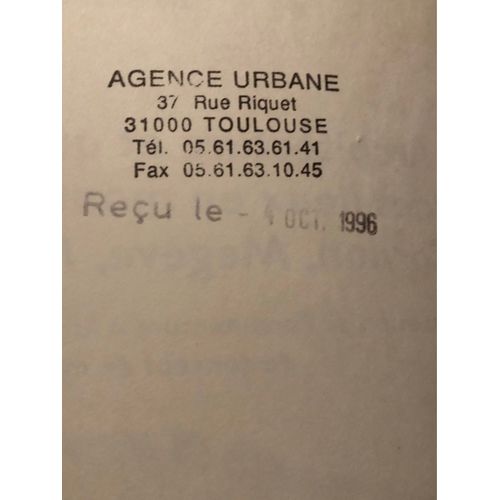 AGENCE URBANE
37 Rue Riquet
31000 TOULOUSE
Tél. 05.61.63.61.41
Fax 05.61.63.10.45
Reçu le - 4 OCT. 1996